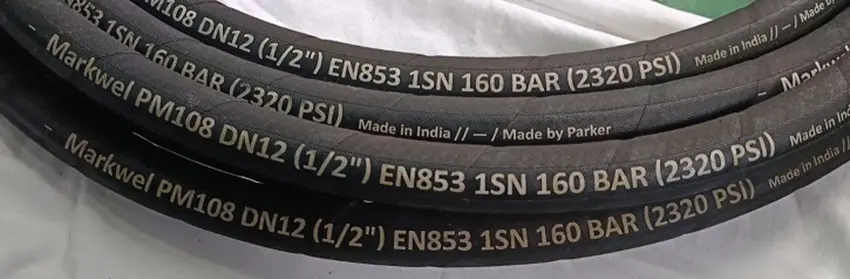 M108 DN12 (1/2") EN853 1SN 160 BAR (2320 PSI) Made in India // — / Made by
853 1SN 160 BAR (2320 PSI) Made in India // — / Made by Parker – Markwel
– Markwel PM108 DN12 (1/2") EN853 1SN 160 BAR (2320 PSI) Made in
– Markwel PM108 DN12 (1/2") EN853 1SN 160 BAR (2320 PSI) Made in India //